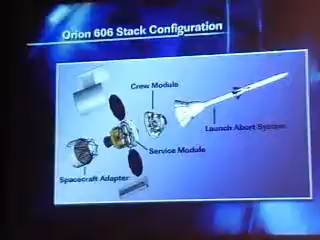 Orion 606 Stack Configuration
Crew Module
Launch Abort System
Service Module
Spacecraft Adapter